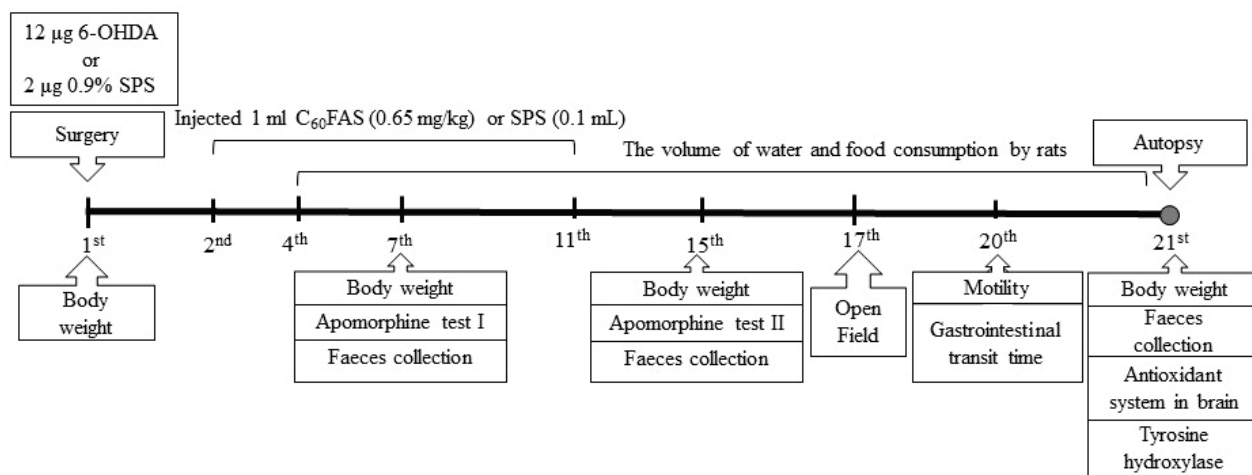 12 µg 6-OHDA
or
2 µg 0.9% SPS
Surgery
Injected 1 ml C₆₀FAS (0.65 mg/kg) or SPS (0.1 mL)
The volume of water and food consumption by rats
Autopsy
1ˢᵗ
2ⁿᵈ
4ᵗʰ
7ᵗʰ
11ᵗʰ
15ᵗʰ
17ᵗʰ
20ᵗʰ
21ˢᵗ
Body
weight
Body weight
Apomorphine test I
Faeces collection
Body weight
Apomorphine test II
Faeces collection
Open
Field
Motility
Gastrointestinal
transit time
Body weight
Faeces
collection
Antioxidant
system in brain
Tyrosine
hydroxylase